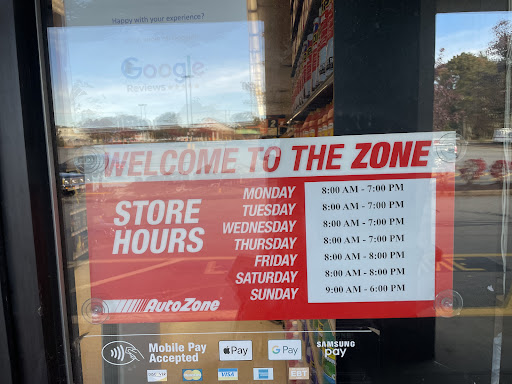 Happy with your experience?
Google
Reviews
WELCOME TO THE ZONE
STORE HOURS
MONDAY 8:00 AM - 7:00 PM
TUESDAY 8:00 AM - 7:00 PM
WEDNESDAY 8:00 AM - 7:00 PM
THURSDAY 8:00 AM - 7:00 PM
FRIDAY 8:00 AM - 8:00 PM
SATURDAY 8:00 AM - 8:00 PM
SUNDAY 9:00 AM - 6:00 PM
AutoZone
Mobile Pay Accepted
Pay
G Pay
SAMSUNG pay
VISA
EBT